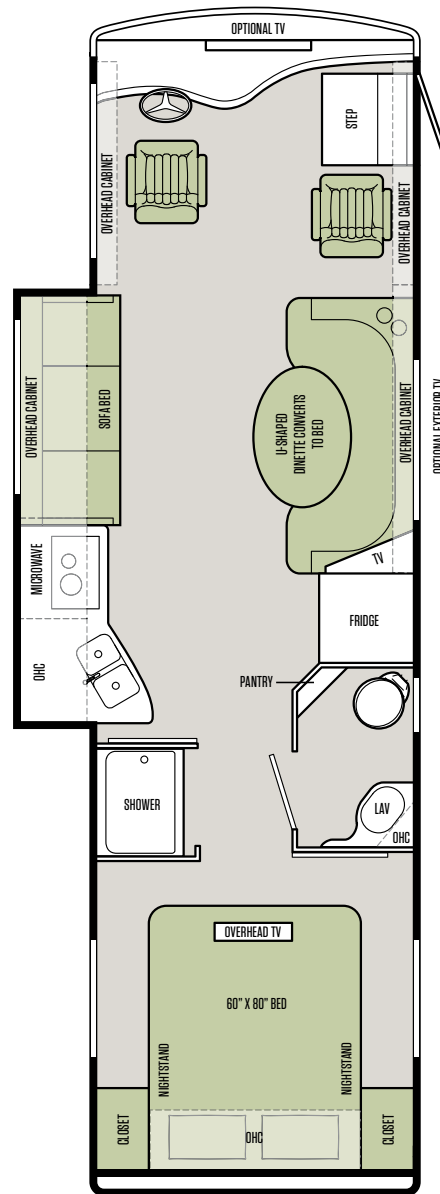 OPTIONAL TV
STEP
OVERHEAD CABINET
OVERHEAD CABINET
OVERHEAD CABINET
SOFA BED
U-SHAPED
DINETTE CONVERTS
TO BED
OVERHEAD CABINET
OPTIONAL EXTERIOR TV
MICROWAVE
TV
OHC
FRIDGE
PANTRY
SHOWER
LAV
OHC
OVERHEAD TV
60" X 80" BED
NIGHTSTAND
NIGHTSTAND
CLOSET
OHC
CLOSET